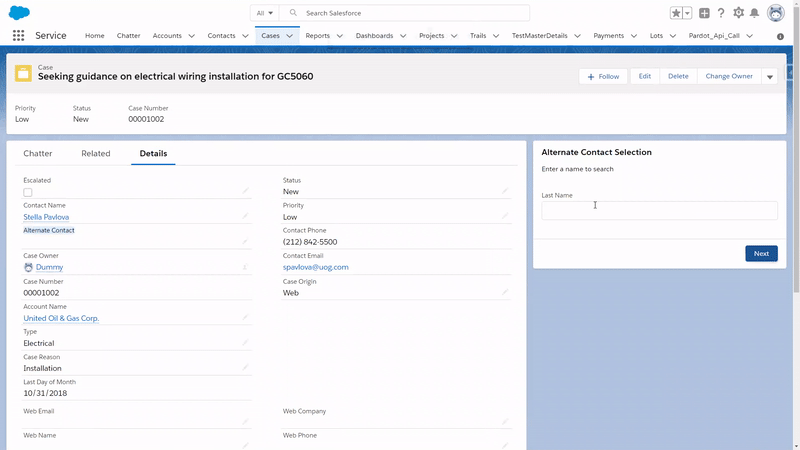 All
Search Salesforce
Service
Home Chatter Accounts Contacts Cases Reports Dashboards Projects Trails TestMasterDetails Payments Lots Pardot_Api_Call
Case
Seeking guidance on electrical wiring installation for GC5060
+ Follow
Edit
Delete
Change Owner
Priority Status Case Number
Low New 00001002
Chatter Related Details
Escalated
Contact Name
Stella Pavlova
Alternate Contact
Case Owner
Dummy
Case Number
00001002
Account Name
United Oil & Gas Corp.
Type
Electrical
Case Reason
Installation
Last Day of Month
10/31/2018
Web Email
Web Name
Status
New
Priority
Low
Contact Phone
(212) 842-5500
Contact Email
spavlova@uog.com
Case Origin
Web
Web Company
Web Phone
Alternate Contact Selection
Enter a name to search
Last Name
Next